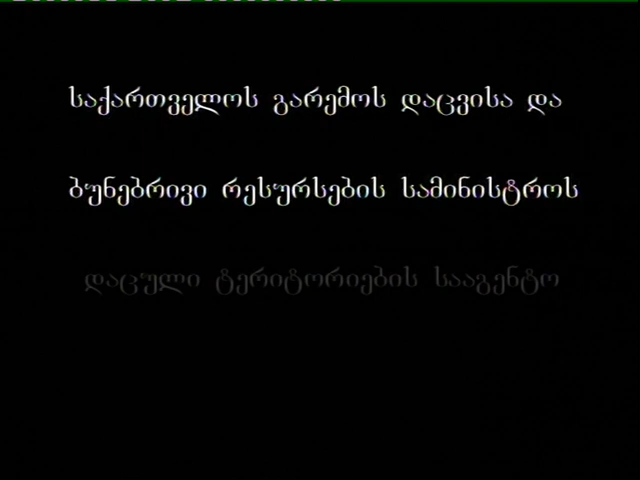 საქართველოს გარემოს დაცვისა და
ბუნებრივი რესურსების სამინისტროს
დაცული ტერიტორიების სააგენტო